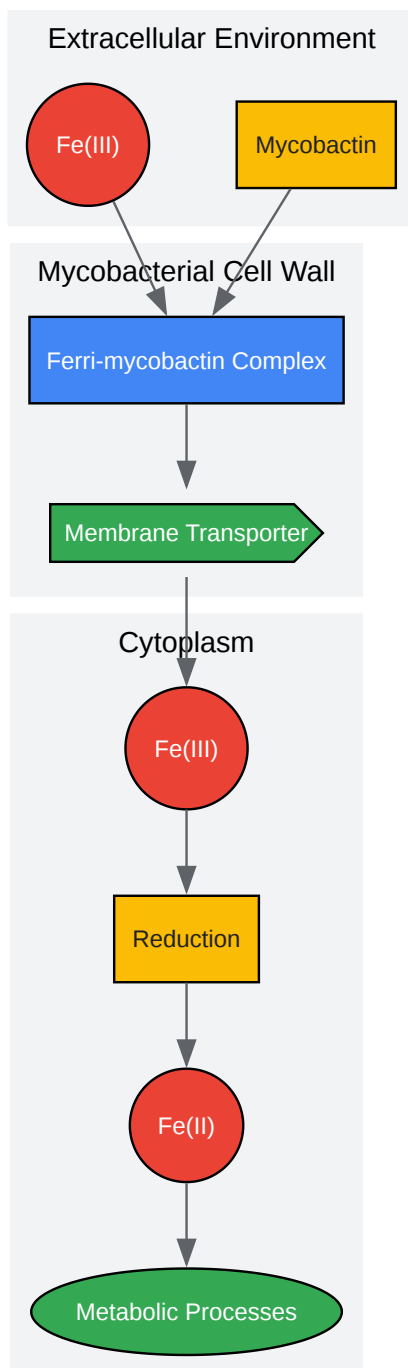 Extracellular Environment
Fe(III)
Mycobactin
Mycobacterial Cell Wall
Ferri-mycobactin Complex
Membrane Transporter
Cytoplasm
Fe(III)
Reduction
Fe(II)
Metabolic Processes